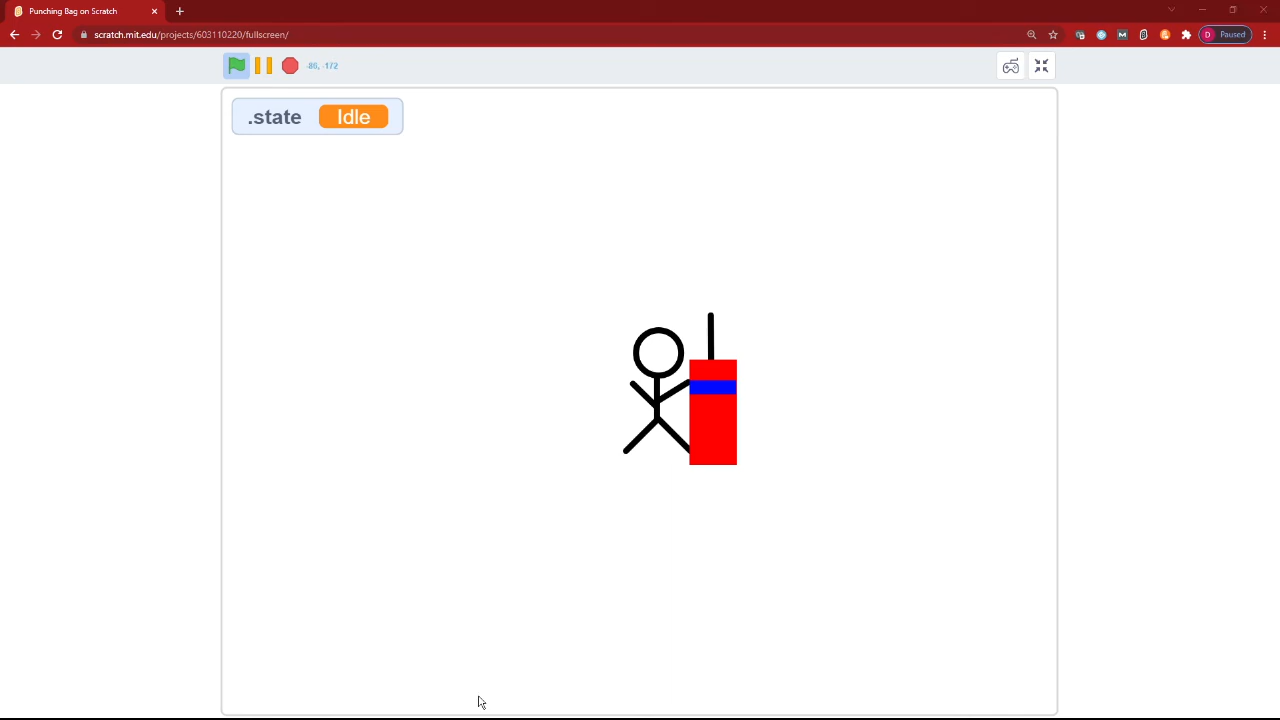 Punching Bag on Scratch
scratch.mit.edu/projects/603110220/fullscreen/
D Paused
-86, -172
.state Idle